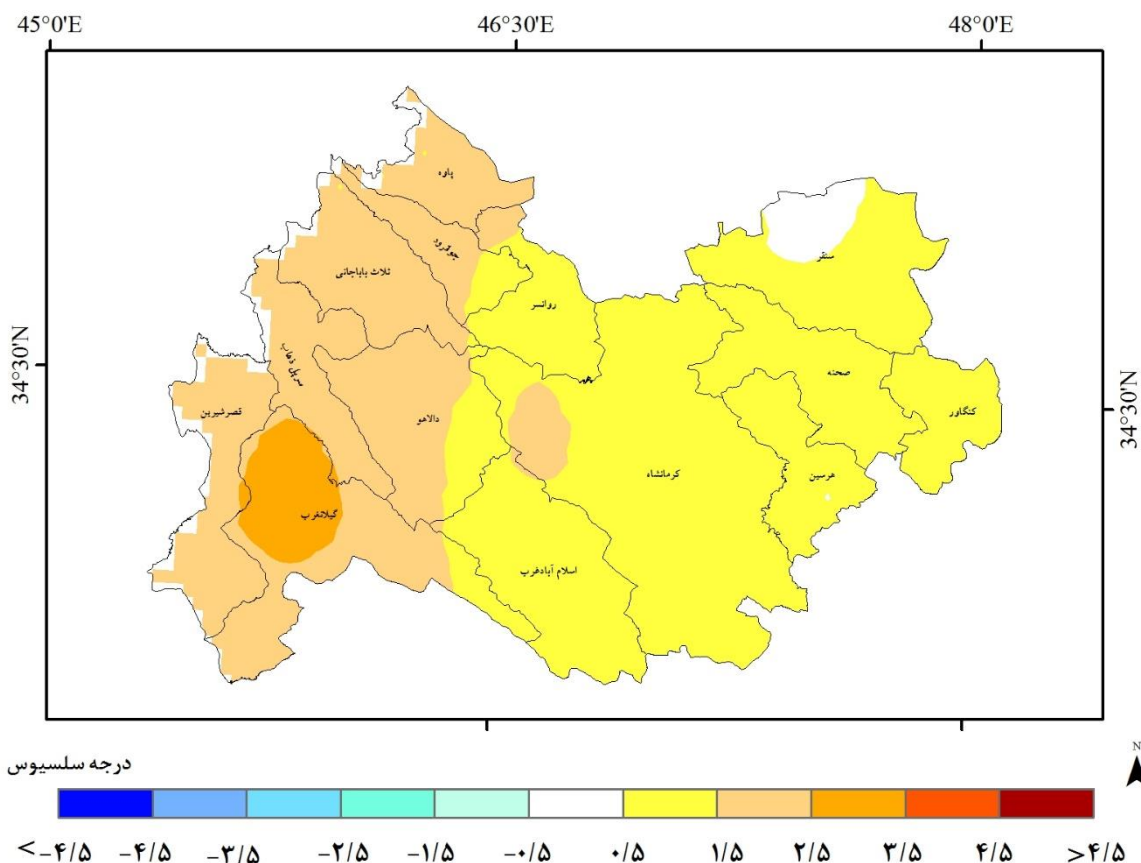 45°0'E 46°30'E 48°0'E
34°30'N
34°30'N
پاوه
جوانرود
ثلاث باباجانی
روانسر
سنقر
سرپل ذهاب
صحنه
کنگاور
قصرشیرین
دالاهو
کرمانشاه
هرسین
گیلانغرب
اسلام آبادغرب
درجه سلسیوس
N
< -۴/۵ -۴/۵ -۳/۵ -۲/۵ -۱/۵ -۰/۵ ۰/۵ ۱/۵ ۲/۵ ۳/۵ ۴/۵ >۴/۵